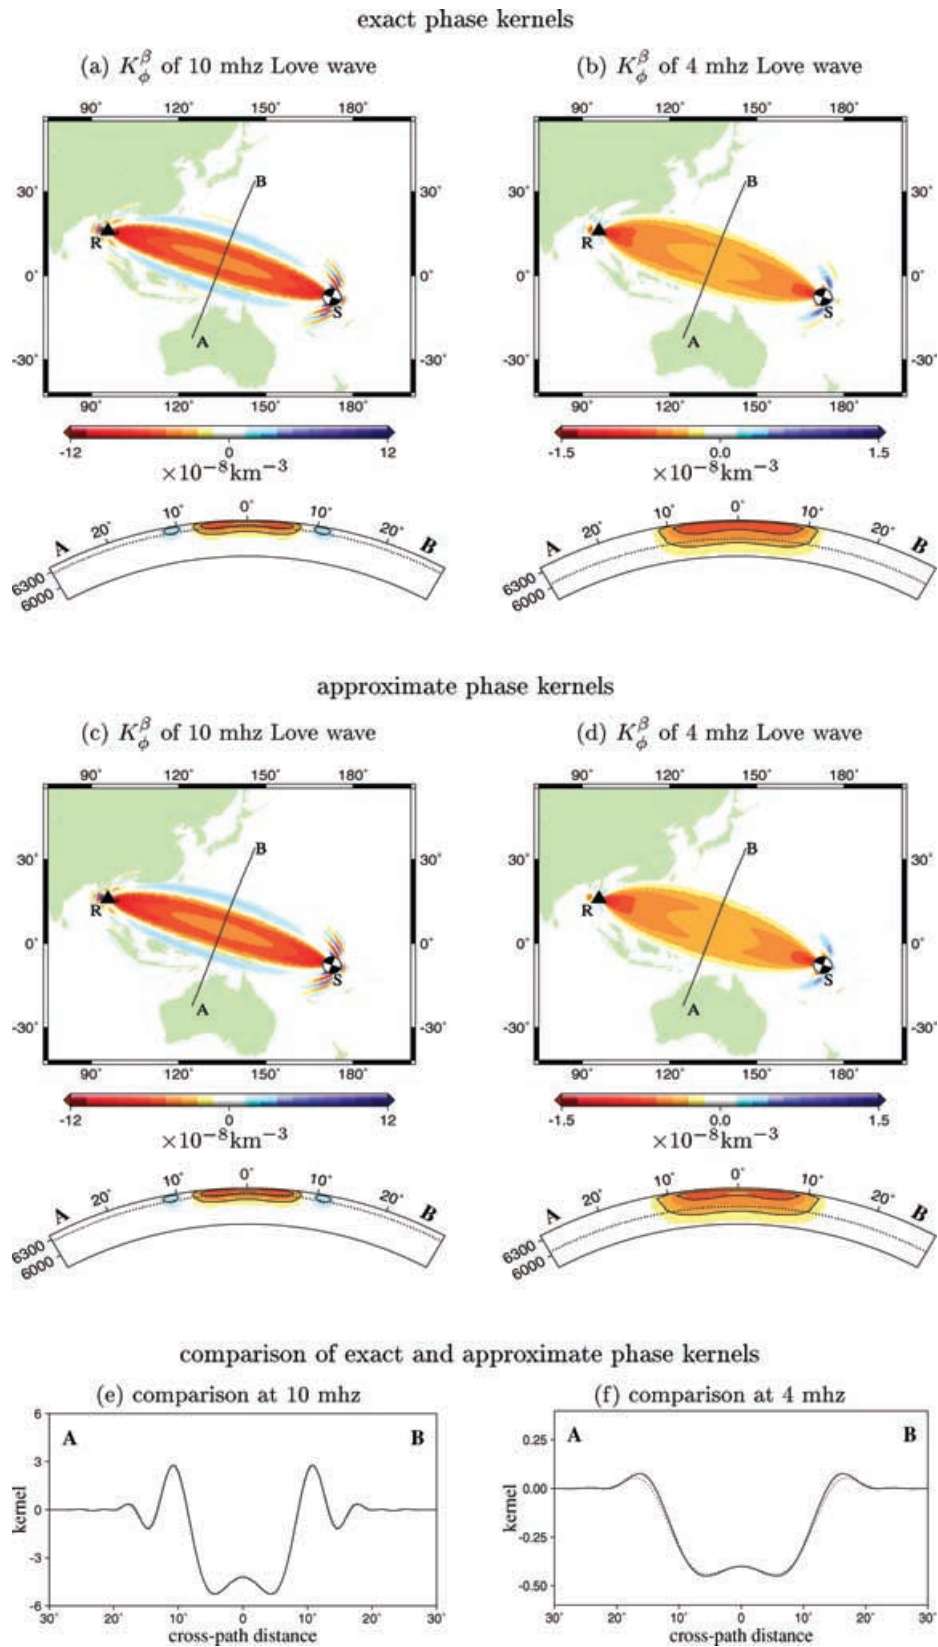 exact phase kernels
(a) K_ϕ^β of 10 mhz Love wave
(b) K_ϕ^β of 4 mhz Love wave
90° 120° 150° 180°
90° 120° 150° 180°
30° 30° 30° 30°
0° 0° 0° 0°
-30° -30° -30° -30°
B B
R R
S S
A A
90° 120° 150° 180°
90° 120° 150° 180°
-12 0 12
-1.5 0.0 1.5
×10⁻⁸km⁻³
×10⁻⁸km⁻³
A 20° 10° 0° 10° 20° B
A 20° 10° 0° 10° 20° B
6300 6300
6000 6000
approximate phase kernels
(c) K_ϕ^β of 10 mhz Love wave
(d) K_ϕ^β of 4 mhz Love wave
90° 120° 150° 180°
90° 120° 150° 180°
30° 30° 30° 30°
0° 0° 0° 0°
-30° -30° -30° -30°
B B
R R
S S
A A
90° 120° 150° 180°
90° 120° 150° 180°
-12 0 12
-1.5 0.0 1.5
×10⁻⁸km⁻³
×10⁻⁸km⁻³
A 20° 10° 0° 10° 20° B
A 20° 10° 0° 10° 20° B
6300 6300
6000 6000
comparison of exact and approximate phase kernels
(e) comparison at 10 mhz
6
3
0
-3
-6
kernel
A B
30° 20° 10° 0 10° 20° 30°
cross-path distance
(f) comparison at 4 mhz
0.25
0.00
-0.25
-0.50
kernel
A B
30° 20° 10° 0 10° 20° 30°
cross-path distance